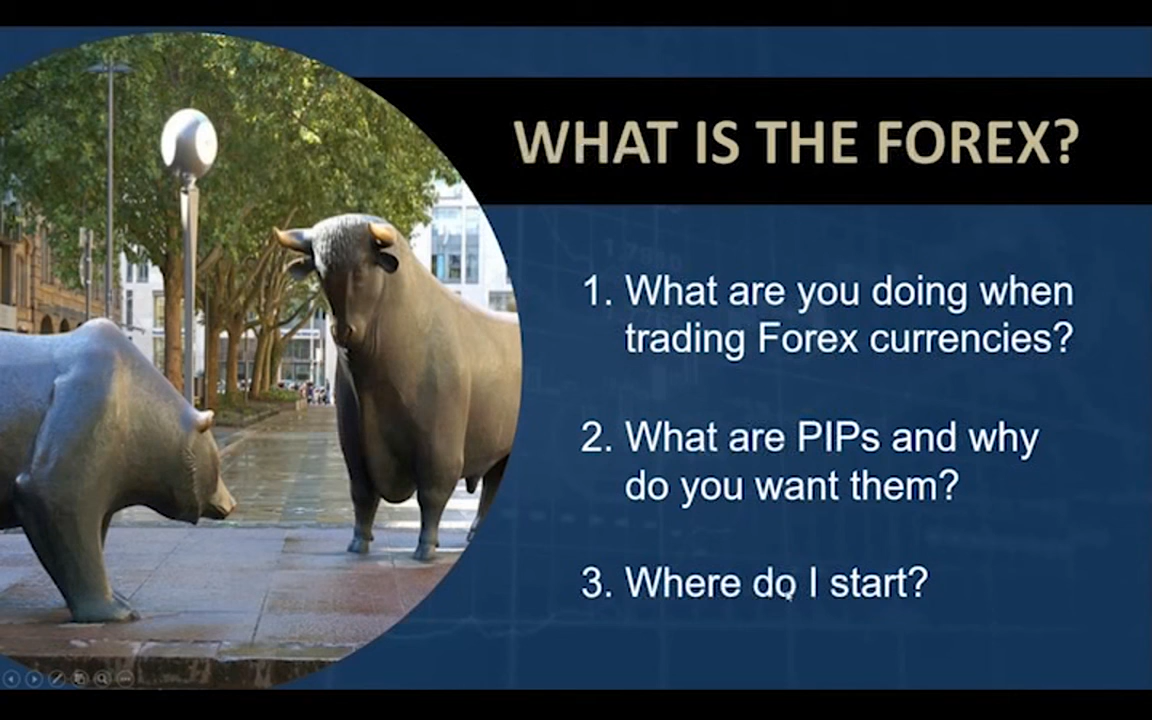 WHAT IS THE FOREX?
1. What are you doing when
trading Forex currencies?
2. What are PIPs and why
do you want them?
3. Where do I start?